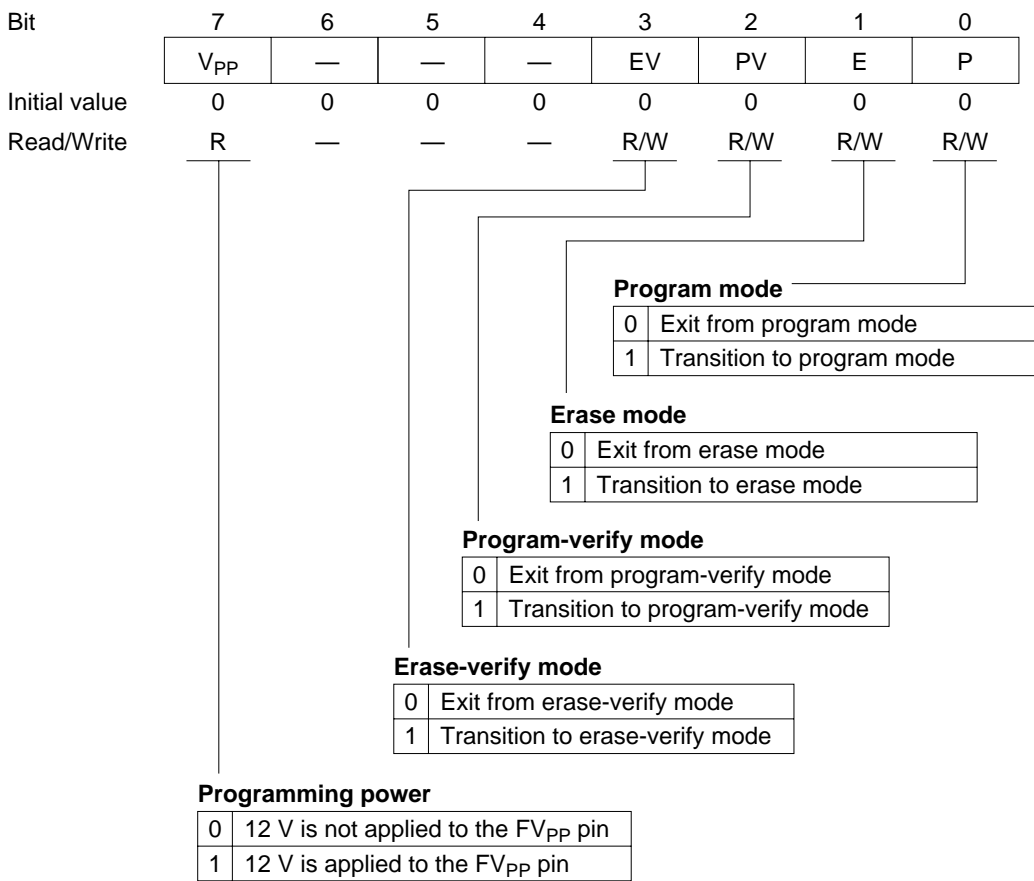 Bit 7 6 5 4 3 2 1 0
VPP — — — EV PV E P
Initial value 0 0 0 0 0 0 0 0
Read/Write R — — — R/W R/W R/W R/W
Program mode
0 Exit from program mode
1 Transition to program mode
Erase mode
0 Exit from erase mode
1 Transition to erase mode
Program-verify mode
0 Exit from program-verify mode
1 Transition to program-verify mode
Erase-verify mode
0 Exit from erase-verify mode
1 Transition to erase-verify mode
Programming power
0 12 V is not applied to the FVPP pin
1 12 V is applied to the FVPP pin